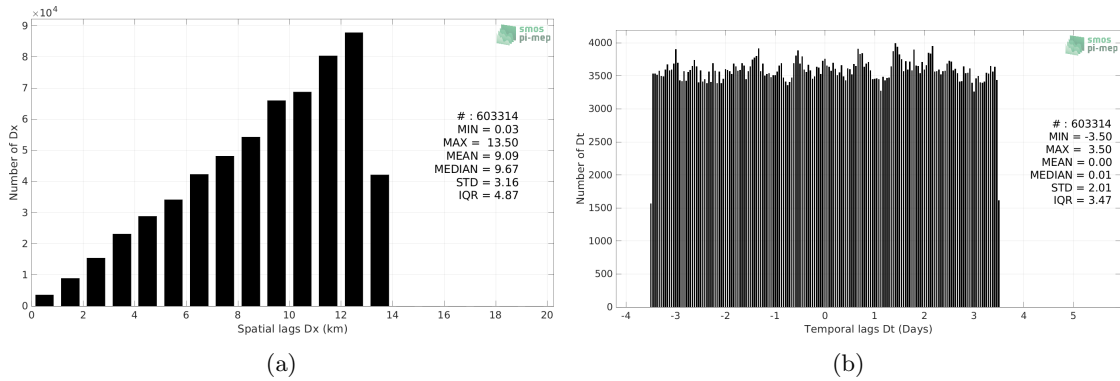 ×10⁴
9
8
7
6
5
4
3
2
1
0
Number of Dx
smos
pi-mep
# : 603314
MIN = 0.03
MAX = 13.50
MEAN = 9.09
MEDIAN = 9.67
STD = 3.16
IQR = 4.87
0 2 4 6 8 10 12 14 16 18 20
Spatial lags Dx (km)
(a)
4000
3500
3000
2500
2000
1500
1000
500
0
Number of Dt
smos
pi-mep
# : 603314
MIN = -3.50
MAX = 3.50
MEAN = 0.00
MEDIAN = 0.01
STD = 2.01
IQR = 3.47
-4 -3 -2 -1 0 1 2 3 4 5
Temporal lags Dt (Days)
(b)